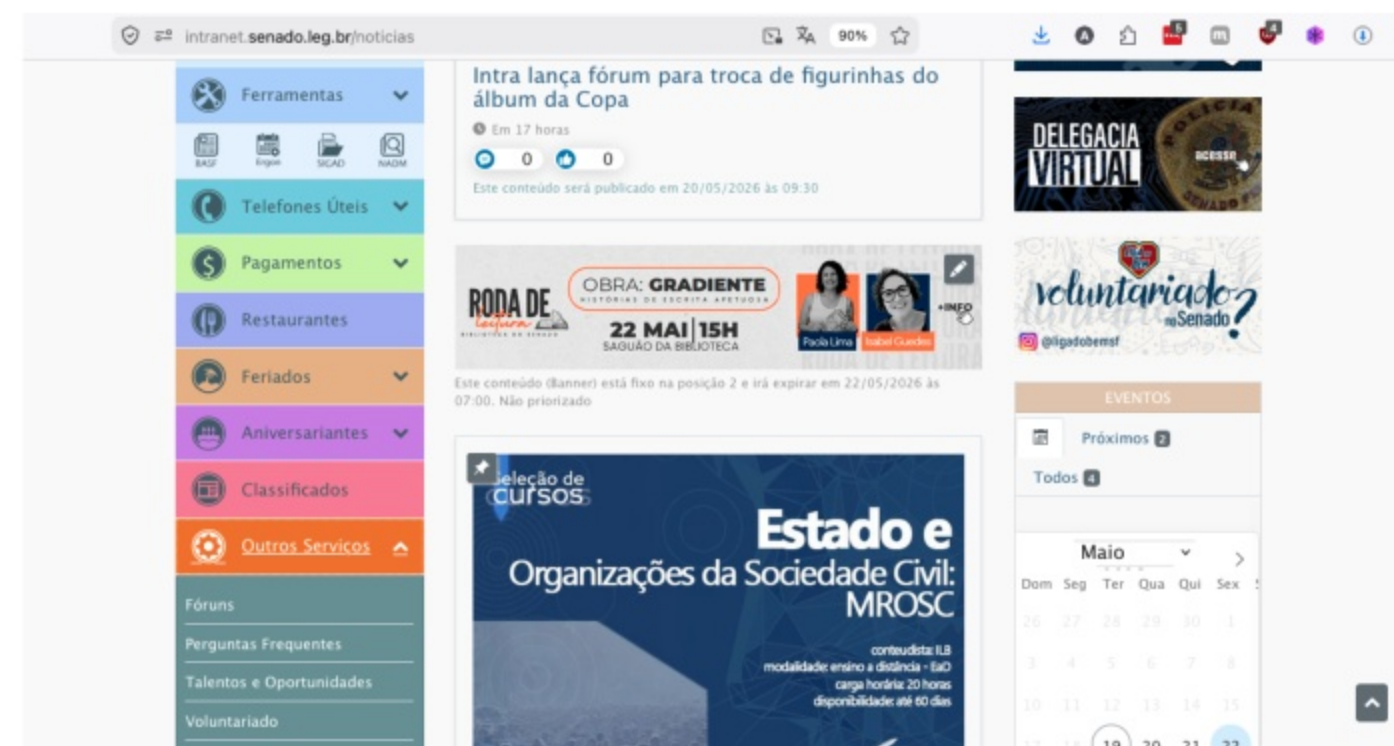 intranet.senado.leg.br/noticias
90%
5
4
Ferramentas
BASF
Ergon
SICAD
NADM
Telefones Úteis
Pagamentos
Restaurantes
Feriados
Aniversariantes
Classificados
Outros Serviços
Fóruns
Perguntas Frequentes
Talentos e Oportunidades
Voluntariado
Intra lança fórum para troca de figurinhas do
álbum da Copa
Em 17 horas
0 0
Este conteúdo será publicado em 20/05/2026 às 09:30
RODA DE
leitura
BIBLIOTECA DO SENADO
OBRA: GRADIENTE
HISTÓRIAS DE ESCRITA AFETUOSA
22 MAI 15H
SAGUÃO DA BIBLIOTECA
Paola Lima
Isabel Guedes
+INFO
Este conteúdo (Banner) está fixo na posição 2 e irá expirar em 22/05/2026 às
07:00. Não priorizado
Seleção de
cursos
Estado e
Organizações da Sociedade Civil:
MROSC
conteudista: ILB
modalidade: ensino a distância - EaD
carga horária: 20 horas
disponibilidade: até 60 dias
DELEGACIA
VIRTUAL
POLICIA
acesse
voluntariado
no Senado?
@ligadobemsf
EVENTOS
Próximos 2
Todos 4
Maio
Dom Seg Ter Qua Qui Sex
26 27 28 29 30 1
3 4 5 6 7 8
10 11 12 13 14 15
17 18 19 20 21 22